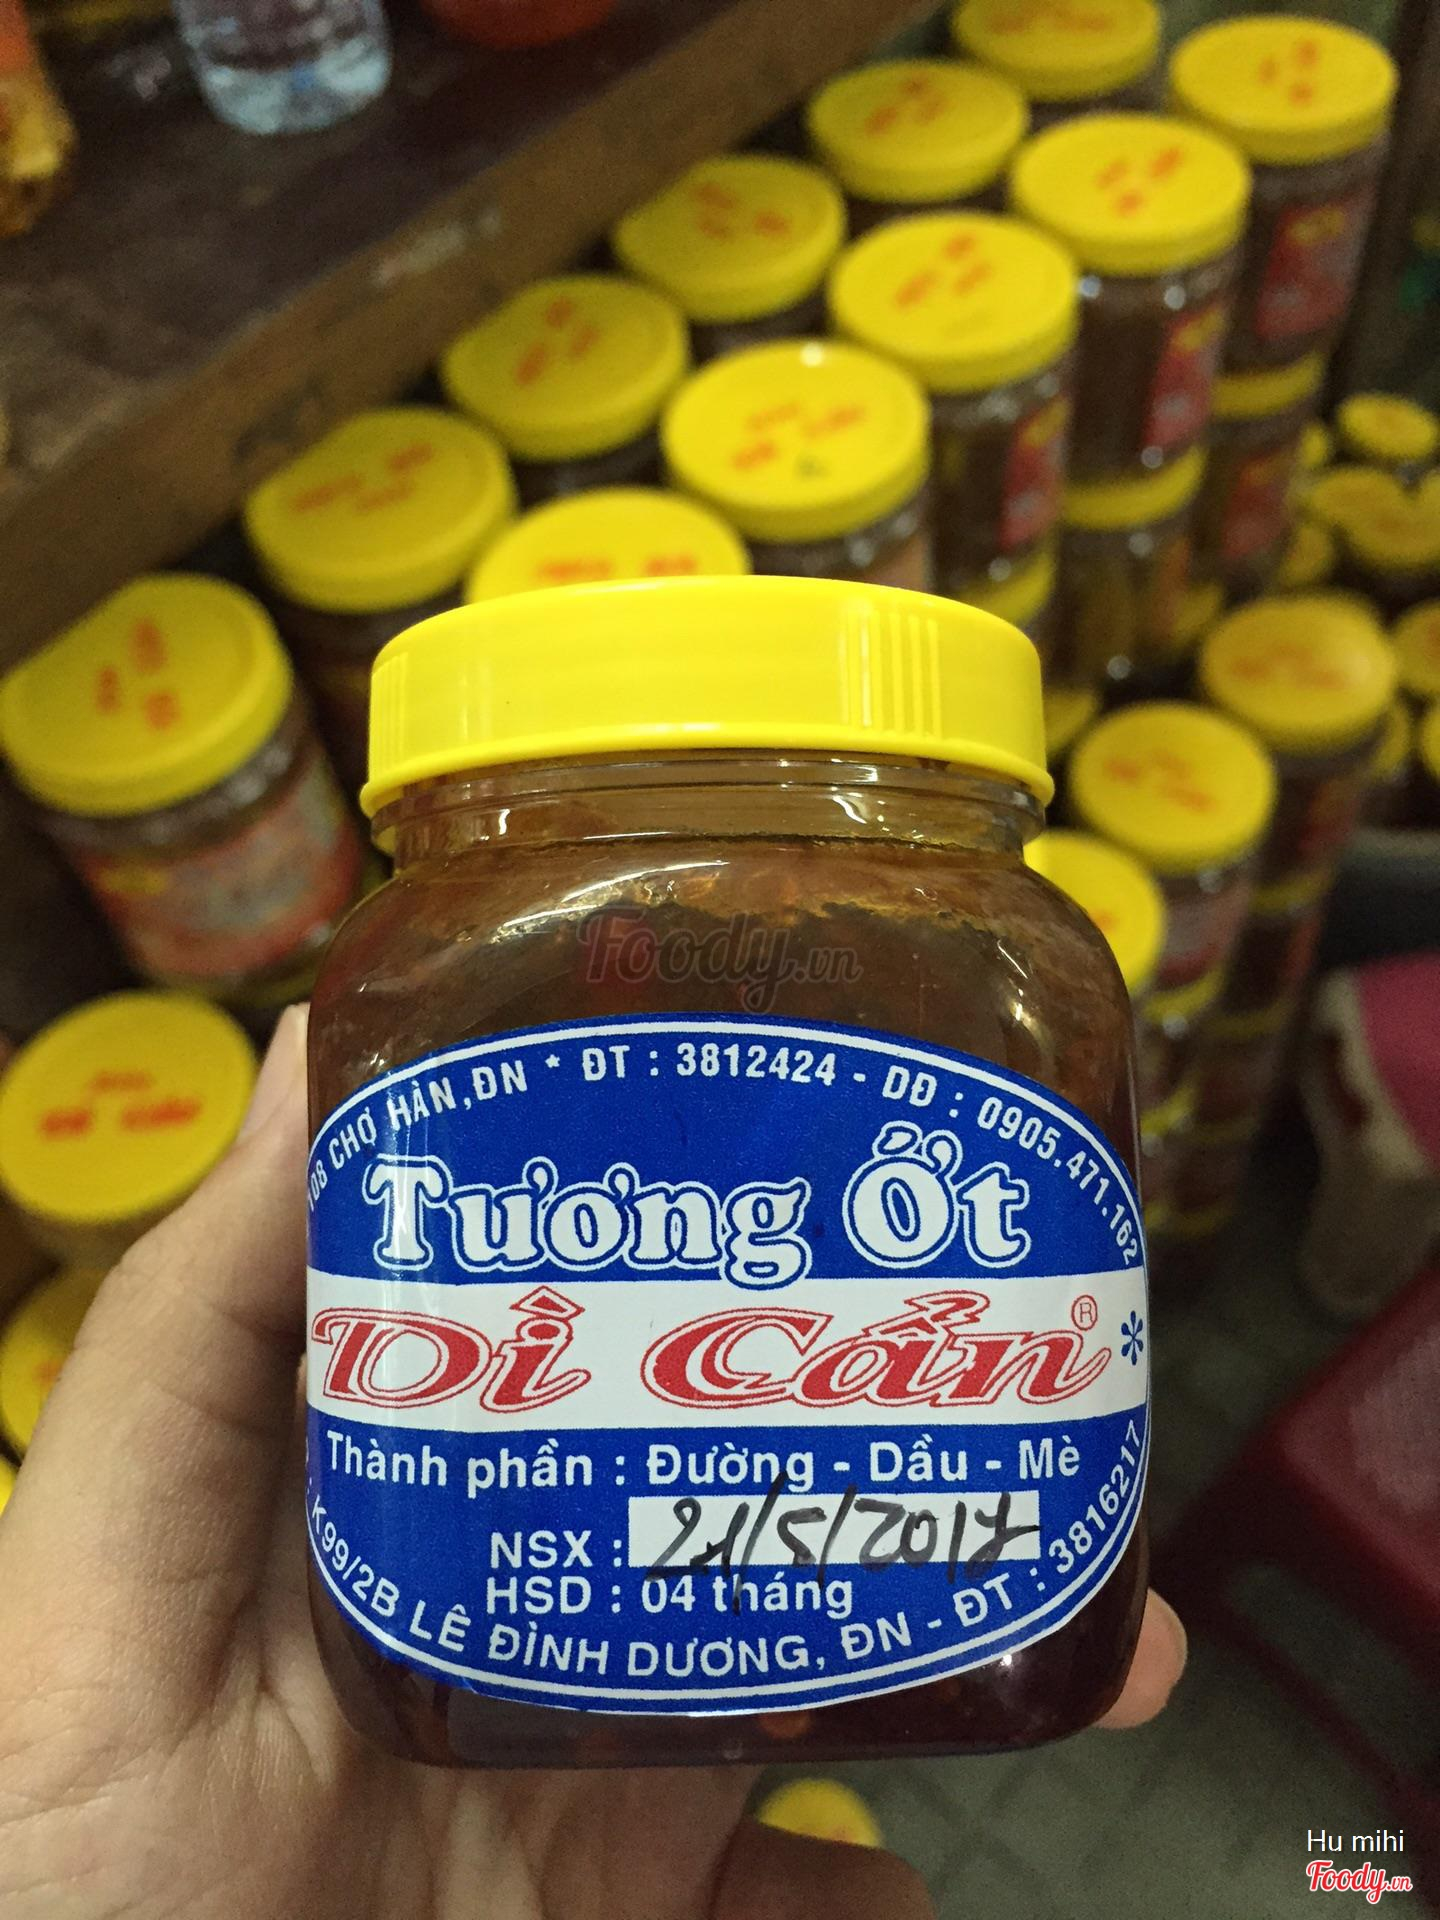 108 CHỢ HÀN,ĐN * ĐT : 3812424 - DĐ : 0905.471.162
Tương Ớt
Dì Cẩn ® *
Thành phần : Đường - Dầu - Mè
NSX : 21/5/2017
HSD : 04 tháng
K99/2B LÊ ĐÌNH DƯƠNG, ĐN - ĐT : 3816217
Foody.vn
Hu mihi
Foody.vn